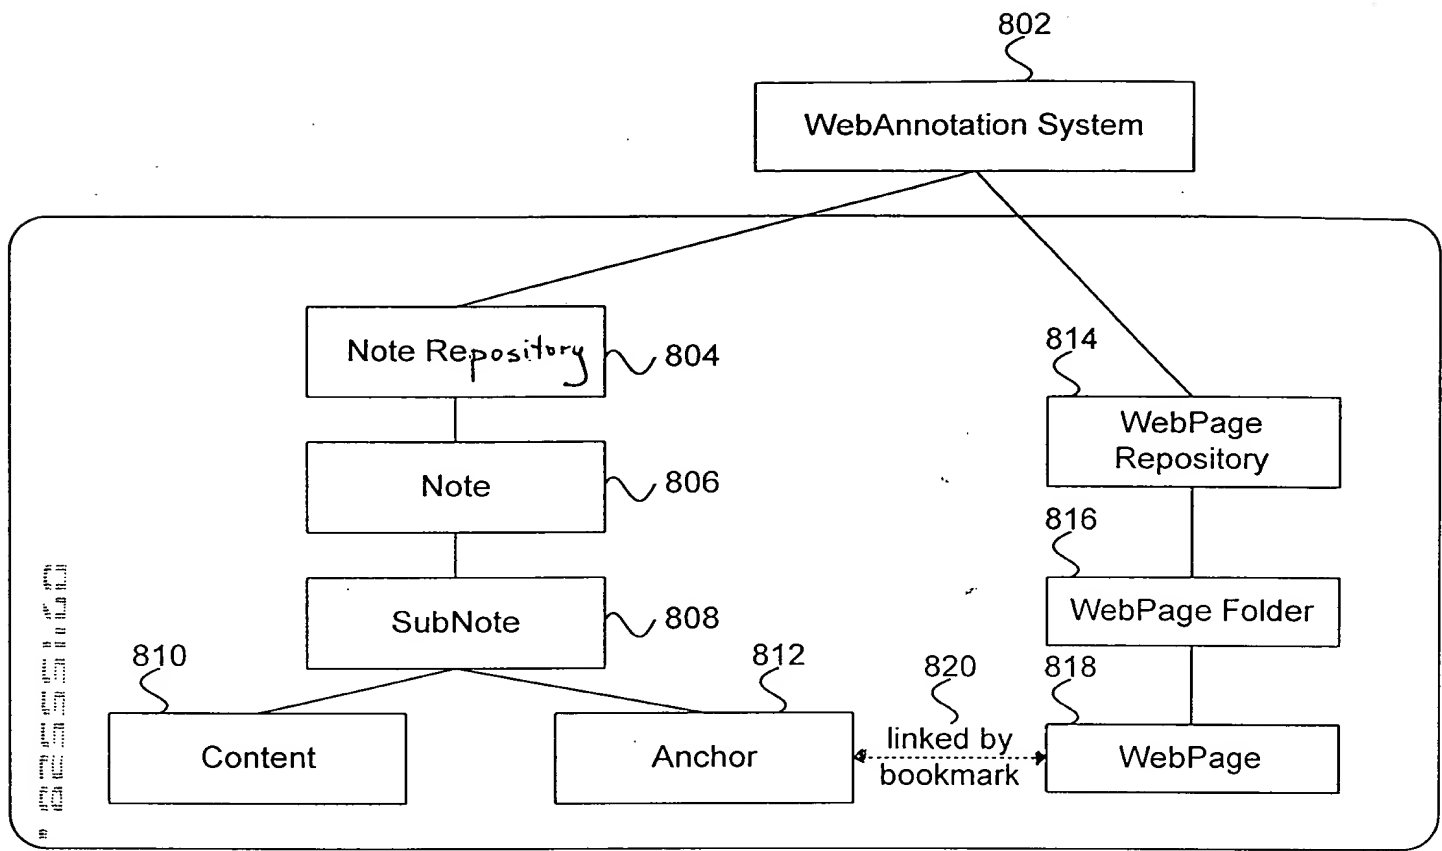 802
WebAnnotation System
Note Repository
804
814
WebPage
Repository
Note
806
816
SubNote
808
WebPage Folder
810
812
820
818
Content
Anchor
linked by
bookmark
WebPage